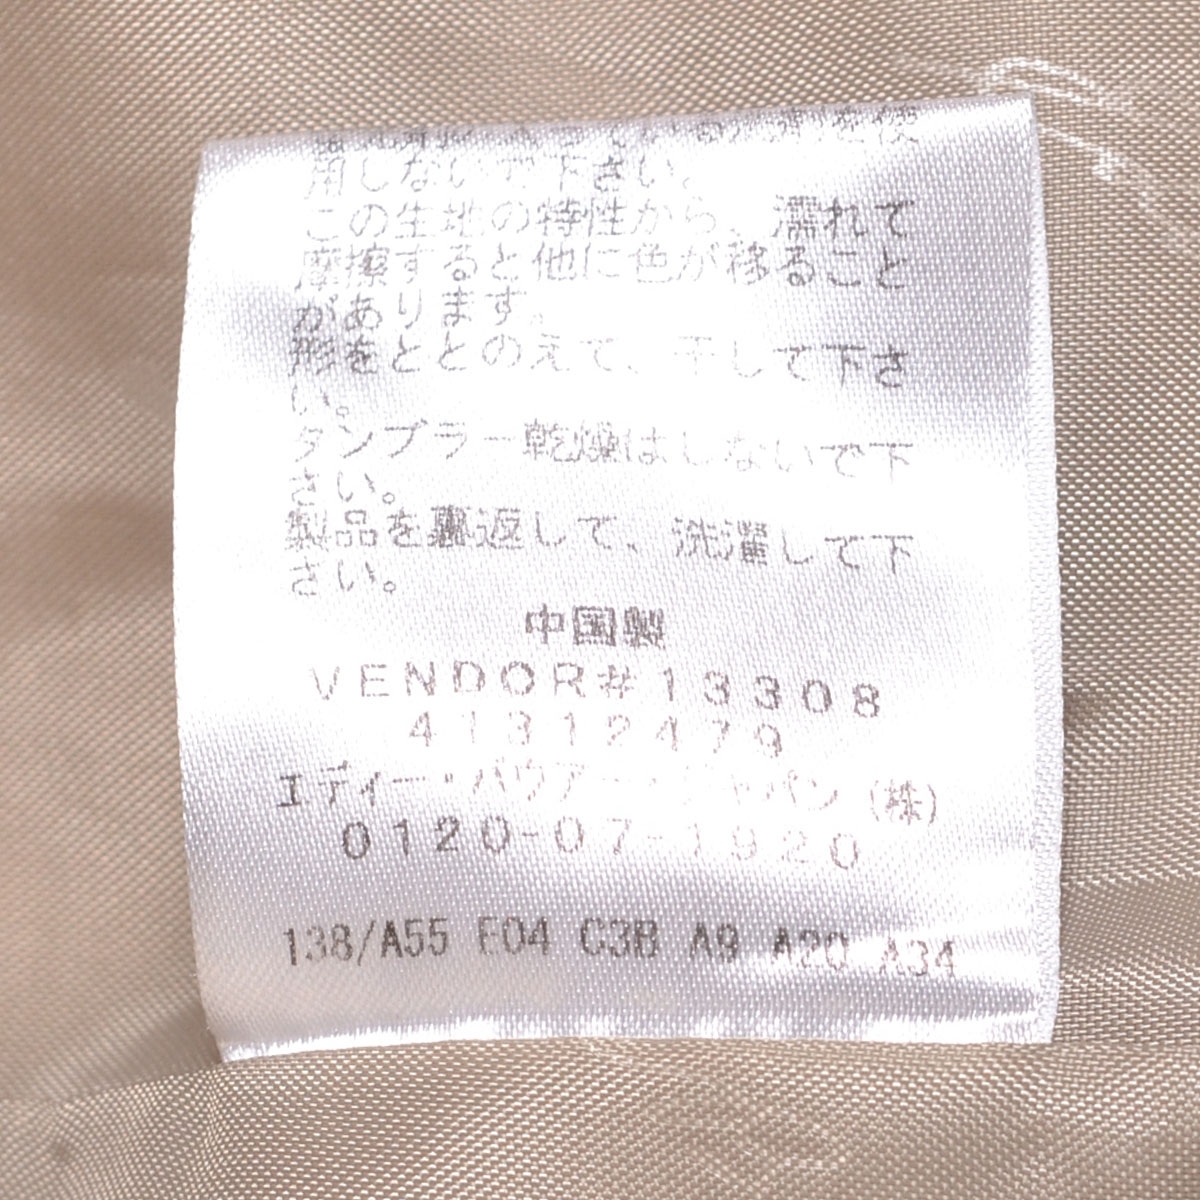 を使
用しないで下さい。
この生地の特性から、濡れて
摩擦すると他に色が移ること
があります。
形をととのえて、干して下さ
い。
タンブラー乾燥はしないで下
さい。
製品を裏返して、洗濯して下
さい。
中国製
VENDOR#13308
41312479
エディー・バウアー・ジャパン(株)
0120-07-1920
138/A55 E04 C3B A9 A20 A34